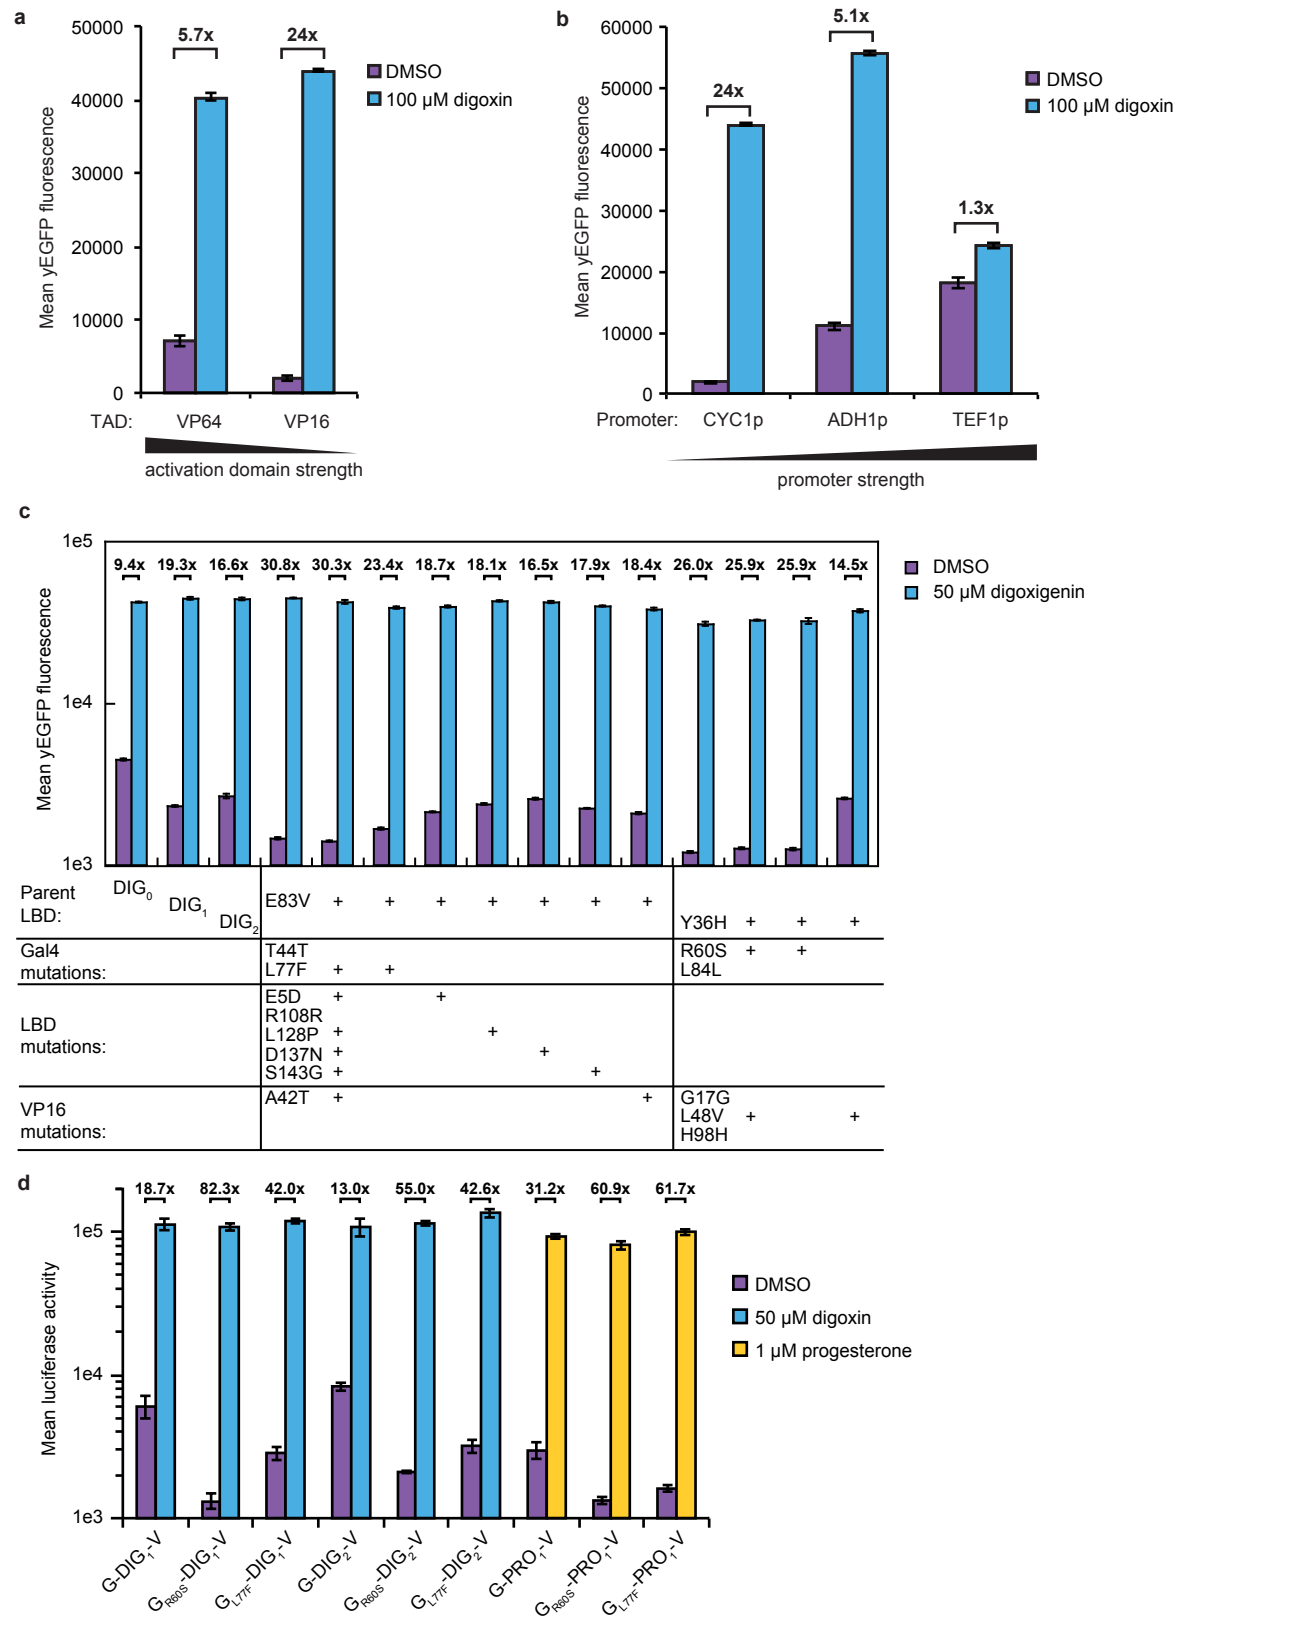 a
50000
40000
30000
20000
10000
0
Mean yEGFP fluorescence
5.7x
24x
DMSO
100 µM digoxin
TAD: VP64 VP16
activation domain strength
b
60000
50000
40000
30000
20000
10000
0
Mean yEGFP fluorescence
24x
5.1x
1.3x
DMSO
100 µM digoxin
Promoter: CYC1p ADH1p TEF1p
promoter strength
c
1e5
1e4
1e3
Mean yEGFP fluorescence
9.4x 19.3x 16.6x 30.8x 30.3x 23.4x 18.7x 18.1x 16.5x 17.9x 18.4x 26.0x 25.9x 25.9x 14.5x
DMSO
50 µM digoxigenin
Parent
LBD:
DIG0
DIG1
DIG2
E83V + + + + + + +
Y36H + + +
Gal4
mutations:
T44T
L77F + +
R60S + +
L84L
LBD
mutations:
E5D + +
R108R
L128P + +
D137N + +
S143G + +
VP16
mutations:
A42T + +
G17G
L48V + +
H98H
d
1e5
1e4
1e3
Mean luciferase activity
18.7x 82.3x 42.0x 13.0x 55.0x 42.6x 31.2x 60.9x 61.7x
DMSO
50 µM digoxin
1 µM progesterone
G-DIG1-V
GR60S-DIG1-V
GL77F-DIG1-V
G-DIG2-V
GR60S-DIG2-V
GL77F-DIG2-V
G-PRO1-V
GR60S-PRO1-V
GL77F-PRO1-V